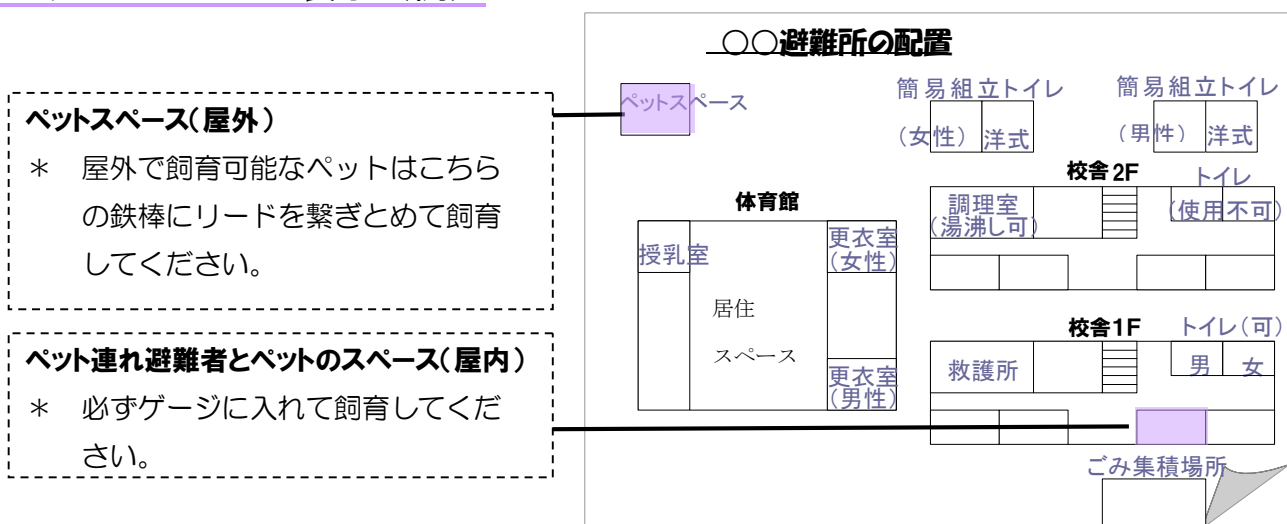 ○○避難所の配置
ペットスペース(屋外)
＊　屋外で飼育可能なペットはこちら
の鉄棒にリードを繋ぎとめて飼育
してください。
ペット連れ避難者とペットのスペース(屋内)
＊　必ずゲージに入れて飼育してくだ
さい。
ペットスペース
簡易組立トイレ
(女性)
洋式
簡易組立トイレ
(男性)
洋式
体育館
授乳室
更衣室
(女性)
居住
スペース
更衣室
(男性)
校舎2F
調理室
(湯沸し可)
トイレ
(使用不可)
校舎1F
トイレ(可)
救護所
男
女
ごみ集積場所